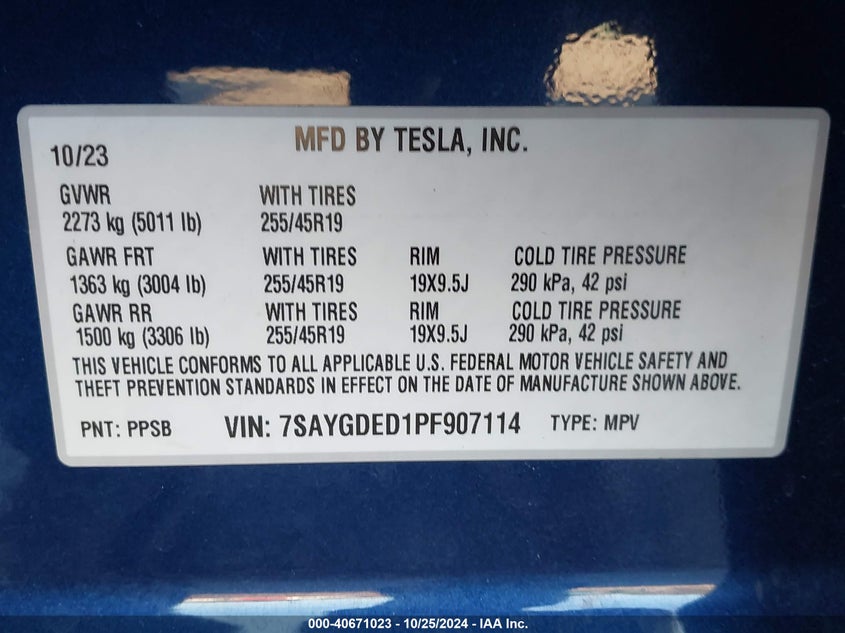 MFD BY TESLA, INC.
10/23
GVWR WITH TIRES
2273 kg (5011 lb) 255/45R19
GAWR FRT WITH TIRES RIM COLD TIRE PRESSURE
1363 kg (3004 lb) 255/45R19 19X9.5J 290 kPa, 42 psi
GAWR RR WITH TIRES RIM COLD TIRE PRESSURE
1500 kg (3306 lb) 255/45R19 19X9.5J 290 kPa, 42 psi
THIS VEHICLE CONFORMS TO ALL APPLICABLE U.S. FEDERAL MOTOR VEHICLE SAFETY AND
THEFT PREVENTION STANDARDS IN EFFECT ON THE DATE OF MANUFACTURE SHOWN ABOVE.
PNT: PPSB VIN: 7SAYGDED1PF907114 TYPE: MPV
000-40671023 - 10/25/2024 - IAA Inc.